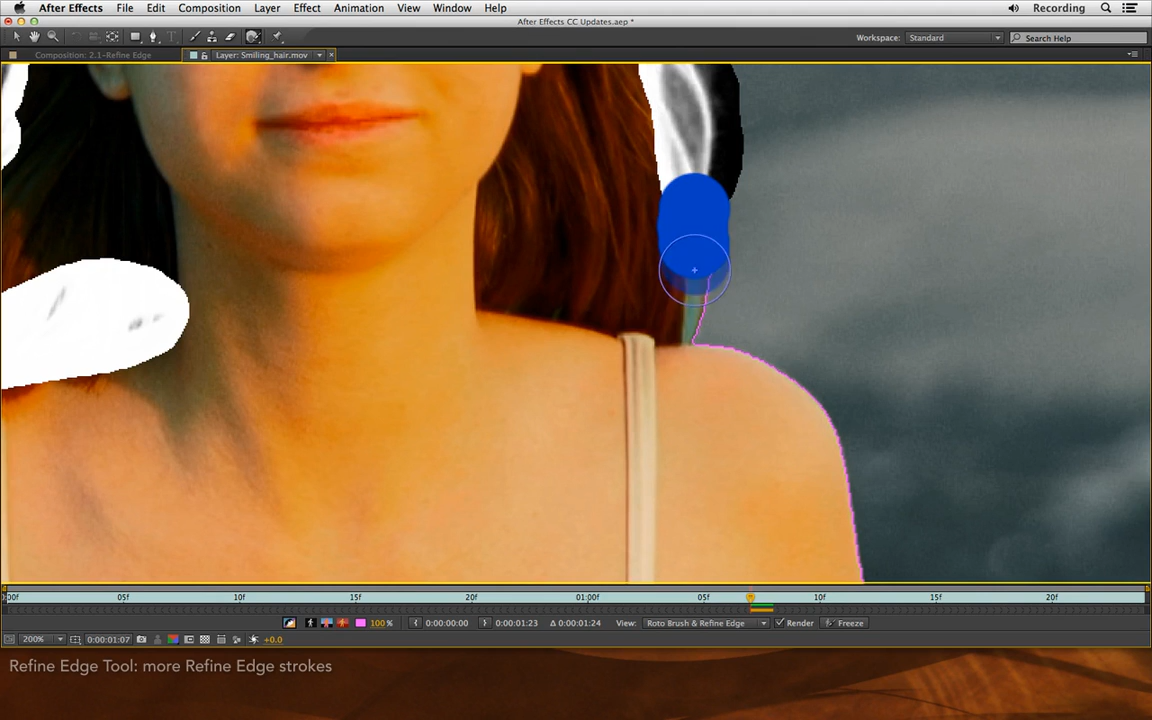 After Effects File Edit Composition Layer Effect Animation View Window Help Recording
After Effects CC Updates.aep *
Workspace: Standard Search Help
Composition: 2.1-Refine Edge Layer: Smiling_hair.mov
00f 05f 10f 15f 20f 01:00f 05f 10f 15f 20f
100 % 0:00:00:00 0:00:01:23 Δ 0:00:01:24 View: Roto Brush & Refine Edge Render Freeze
200% 0:00:01:07 +0.0
Refine Edge Tool: more Refine Edge strokes